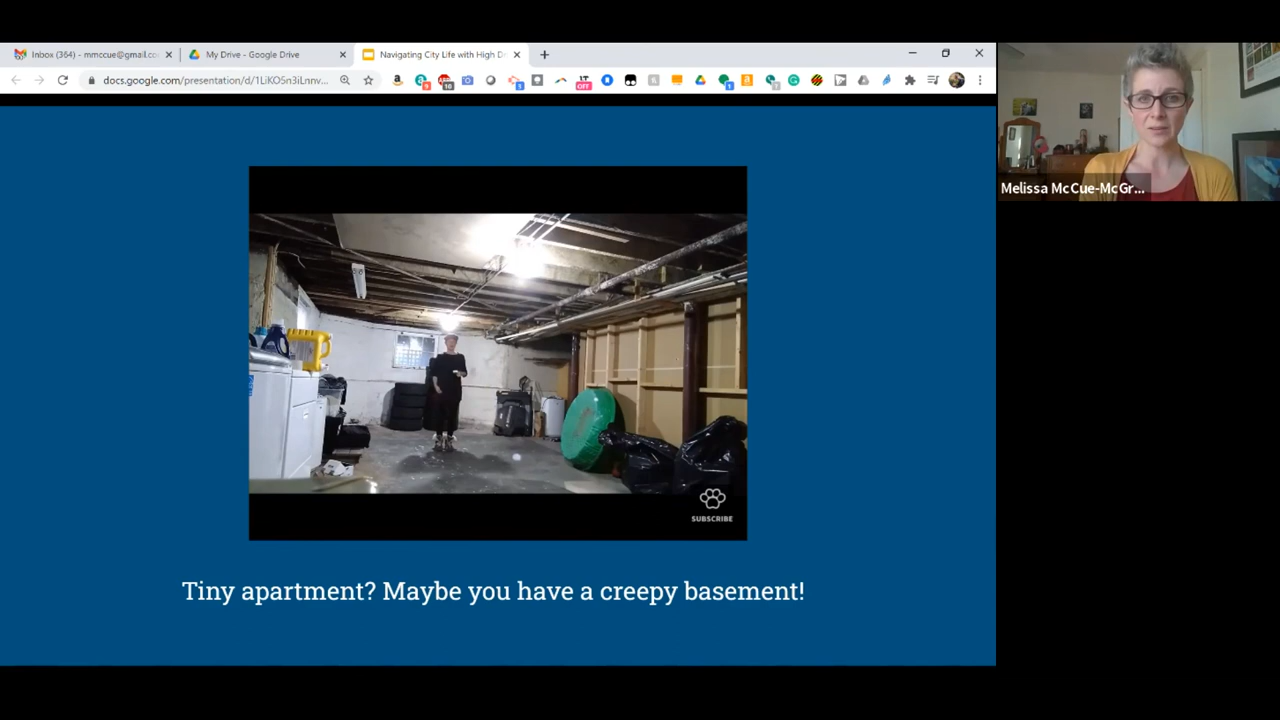 Inbox (364) - mmccue@gmail.co
My Drive - Google Drive
Navigating City Life with High D
docs.google.com/presentation/d/1LiKO5n3iLnnv...
OFF
Melissa McCue-McGr...
SUBSCRIBE
Tiny apartment? Maybe you have a creepy basement!